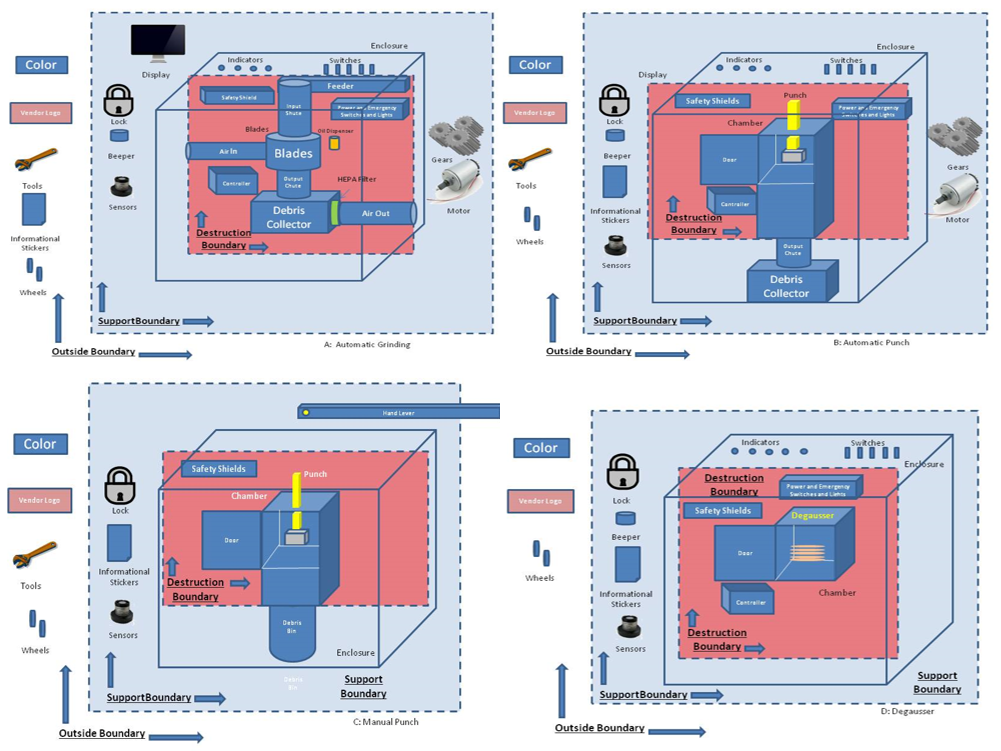 Enclosure
Color
Display
Indicators
Switches
Feeder
Safety Shield
Input
Shute
Power and Emergency
Switches and Lights
Vendor Logo
Lock
Blades
Oil Dispenser
Beeper
Air In
Blades
Gears
Tools
Controller
Output
Chute
HEPA Filter
Sensors
Debris
Collector
Air Out
Motor
Informational
Stickers
Destruction
Boundary
Wheels
SupportBoundary
Outside Boundary
A: Automatic Grinding
Enclosure
Color
Indicators
Switches
Display
Safety Shields
Punch
Power and Emergency
Switches and Lights
Vendor Logo
Lock
Chamber
Beeper
Door
Gears
Tools
Controller
Informational
Stickers
Destruction
Boundary
Motor
Wheels
Output
Chute
Sensors
Debris
Collector
SupportBoundary
Outside Boundary
B: Automatic Punch
Hand Lever
Color
Safety Shields
Punch
Chamber
Vendor Logo
Lock
Door
Informational
Stickers
Tools
Destruction
Boundary
Sensors
Debris
Bin
Wheels
Enclosure
Debris
Bin
Support
Boundary
SupportBoundary
C: Manual Punch
Outside Boundary
Color
Indicators
Switches
Enclosure
Destruction
Boundary
Power and Emergency
Switches and Lights
Vendor Logo
Lock
Safety Shields
Degausser
Beeper
Door
Wheels
Informational
Stickers
Controller
Chamber
Sensors
Destruction
Boundary
Support
Boundary
SupportBoundary
D: Degausser
Outside Boundary